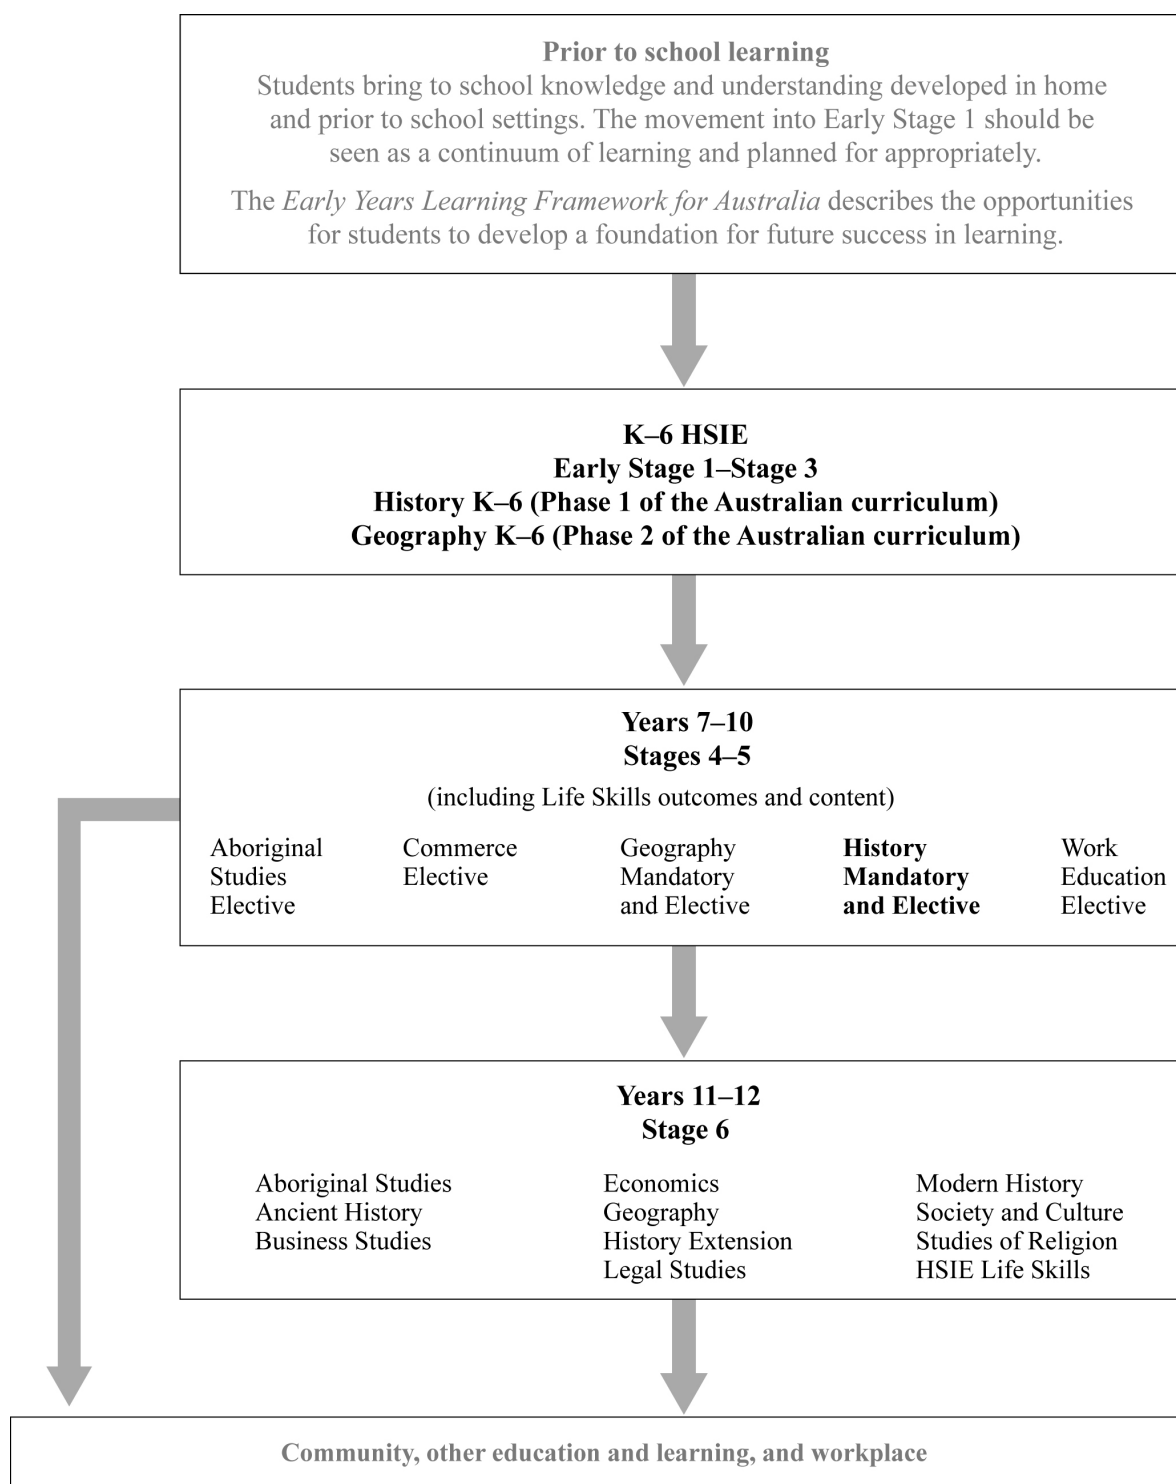 Prior to school learning
Students bring to school knowledge and understanding developed in home
and prior to school settings. The movement into Early Stage 1 should be
seen as a continuum of learning and planned for appropriately.
The Early Years Learning Framework for Australia describes the opportunities
for students to develop a foundation for future success in learning.
K–6 HSIE
Early Stage 1–Stage 3
History K–6 (Phase 1 of the Australian curriculum)
Geography K–6 (Phase 2 of the Australian curriculum)
Years 7–10
Stages 4–5
(including Life Skills outcomes and content)
Aboriginal
Studies
Elective
Commerce
Elective
Geography
Mandatory
and Elective
History
Mandatory
and Elective
Work
Education
Elective
Years 11–12
Stage 6
Aboriginal Studies
Ancient History
Business Studies
Economics
Geography
History Extension
Legal Studies
Modern History
Society and Culture
Studies of Religion
HSIE Life Skills
Community, other education and learning, and workplace